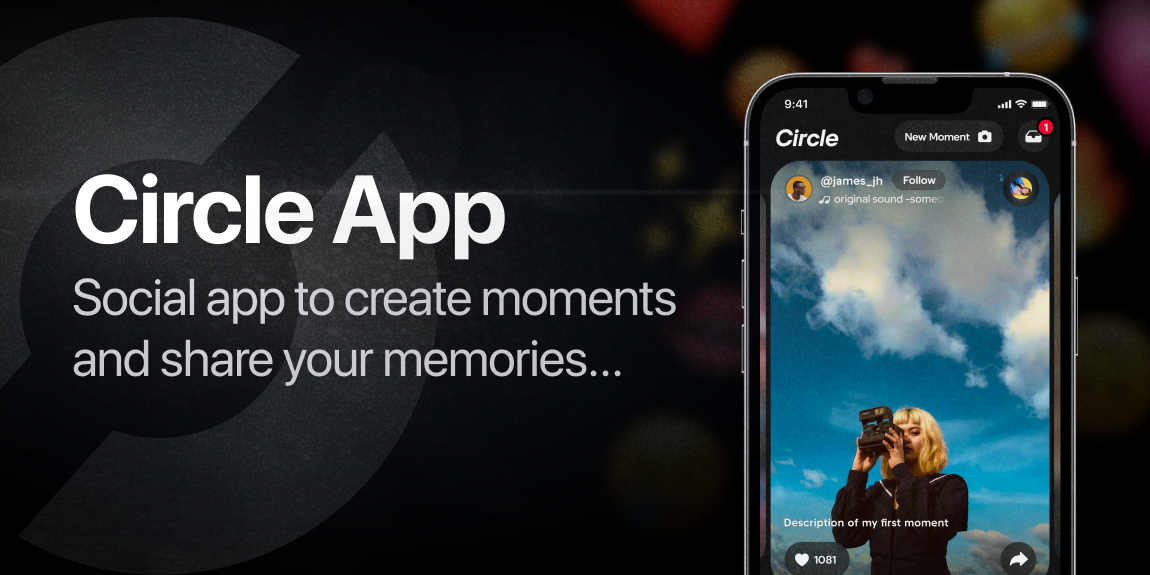 Circle App
Social app to create moments
and share your memories...
9:41
Circle
New Moment
1
@james_jh
Follow
original sound -someo
Description of my first moment
1081